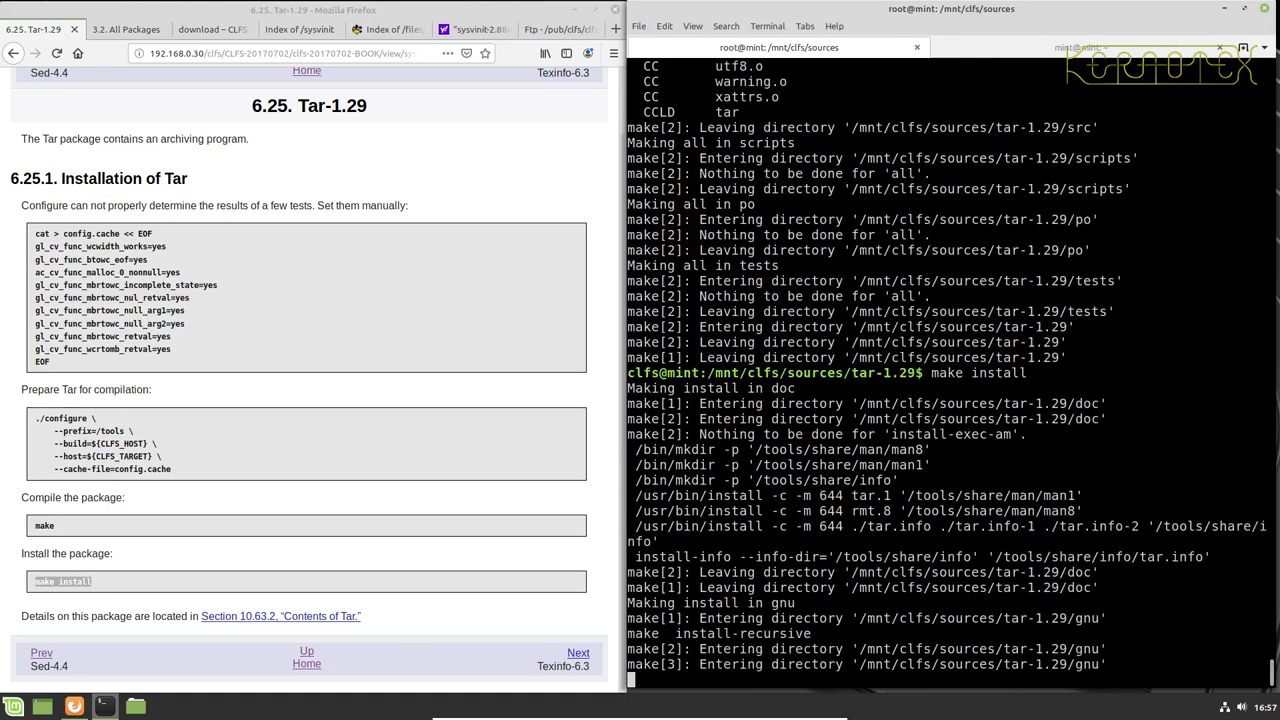 6.25. Tar-1.29 - Mozilla Firefox
6.25. Tar-1.29
3.2. All Packages
download – CLFS
Index of /sysvinit
Index of /files
"sysvinit-2.88
Ftp - /pub/clfs/c
192.168.0.30/clfs/CLFS-20170702/clfs-20170702-BOOK/view/sy
Sed-4.4
Home
Texinfo-6.3
6.25. Tar-1.29
The Tar package contains an archiving program.
6.25.1. Installation of Tar
Configure can not properly determine the results of a few tests. Set them manually:
cat > config.cache << EOF
gl_cv_func_wcwidth_works=yes
gl_cv_func_btowc_eof=yes
ac_cv_func_malloc_0_nonnull=yes
gl_cv_func_mbrtowc_incomplete_state=yes
gl_cv_func_mbrtowc_nul_retval=yes
gl_cv_func_mbrtowc_null_arg1=yes
gl_cv_func_mbrtowc_null_arg2=yes
gl_cv_func_mbrtowc_retval=yes
gl_cv_func_wcrtomb_retval=yes
EOF
Prepare Tar for compilation:
./configure \
--prefix=/tools \
--build=${CLFS_HOST} \
--host=${CLFS_TARGET} \
--cache-file=config.cache
Compile the package:
make
Install the package:
make install
Details on this package are located in Section 10.63.2, “Contents of Tar.”
Prev
Up
Next
Sed-4.4
Home
Texinfo-6.3
root@mint: /mnt/clfs/sources
File Edit View Search Terminal Tabs Help
root@mint: /mnt/clfs/sources
mint@mint: ~
KERNOTEX
CC utf8.o
CC warning.o
CC xattrs.o
CCLD tar
make[2]: Leaving directory '/mnt/clfs/sources/tar-1.29/src'
Making all in scripts
make[2]: Entering directory '/mnt/clfs/sources/tar-1.29/scripts'
make[2]: Nothing to be done for 'all'.
make[2]: Leaving directory '/mnt/clfs/sources/tar-1.29/scripts'
Making all in po
make[2]: Entering directory '/mnt/clfs/sources/tar-1.29/po'
make[2]: Nothing to be done for 'all'.
make[2]: Leaving directory '/mnt/clfs/sources/tar-1.29/po'
Making all in tests
make[2]: Entering directory '/mnt/clfs/sources/tar-1.29/tests'
make[2]: Nothing to be done for 'all'.
make[2]: Leaving directory '/mnt/clfs/sources/tar-1.29/tests'
make[2]: Entering directory '/mnt/clfs/sources/tar-1.29'
make[2]: Leaving directory '/mnt/clfs/sources/tar-1.29'
make[1]: Leaving directory '/mnt/clfs/sources/tar-1.29'
clfs@mint:/mnt/clfs/sources/tar-1.29$ make install
Making install in doc
make[1]: Entering directory '/mnt/clfs/sources/tar-1.29/doc'
make[2]: Entering directory '/mnt/clfs/sources/tar-1.29/doc'
make[2]: Nothing to be done for 'install-exec-am'.
/bin/mkdir -p '/tools/share/man/man8'
/bin/mkdir -p '/tools/share/man/man1'
/bin/mkdir -p '/tools/share/info'
/usr/bin/install -c -m 644 tar.1 '/tools/share/man/man1'
/usr/bin/install -c -m 644 rmt.8 '/tools/share/man/man8'
/usr/bin/install -c -m 644 ./tar.info ./tar.info-1 ./tar.info-2 '/tools/share/i
nfo'
install-info --info-dir='/tools/share/info' '/tools/share/info/tar.info'
make[2]: Leaving directory '/mnt/clfs/sources/tar-1.29/doc'
make[1]: Leaving directory '/mnt/clfs/sources/tar-1.29/doc'
Making install in gnu
make[1]: Entering directory '/mnt/clfs/sources/tar-1.29/gnu'
make install-recursive
make[2]: Entering directory '/mnt/clfs/sources/tar-1.29/gnu'
make[3]: Entering directory '/mnt/clfs/sources/tar-1.29/gnu'
16:57